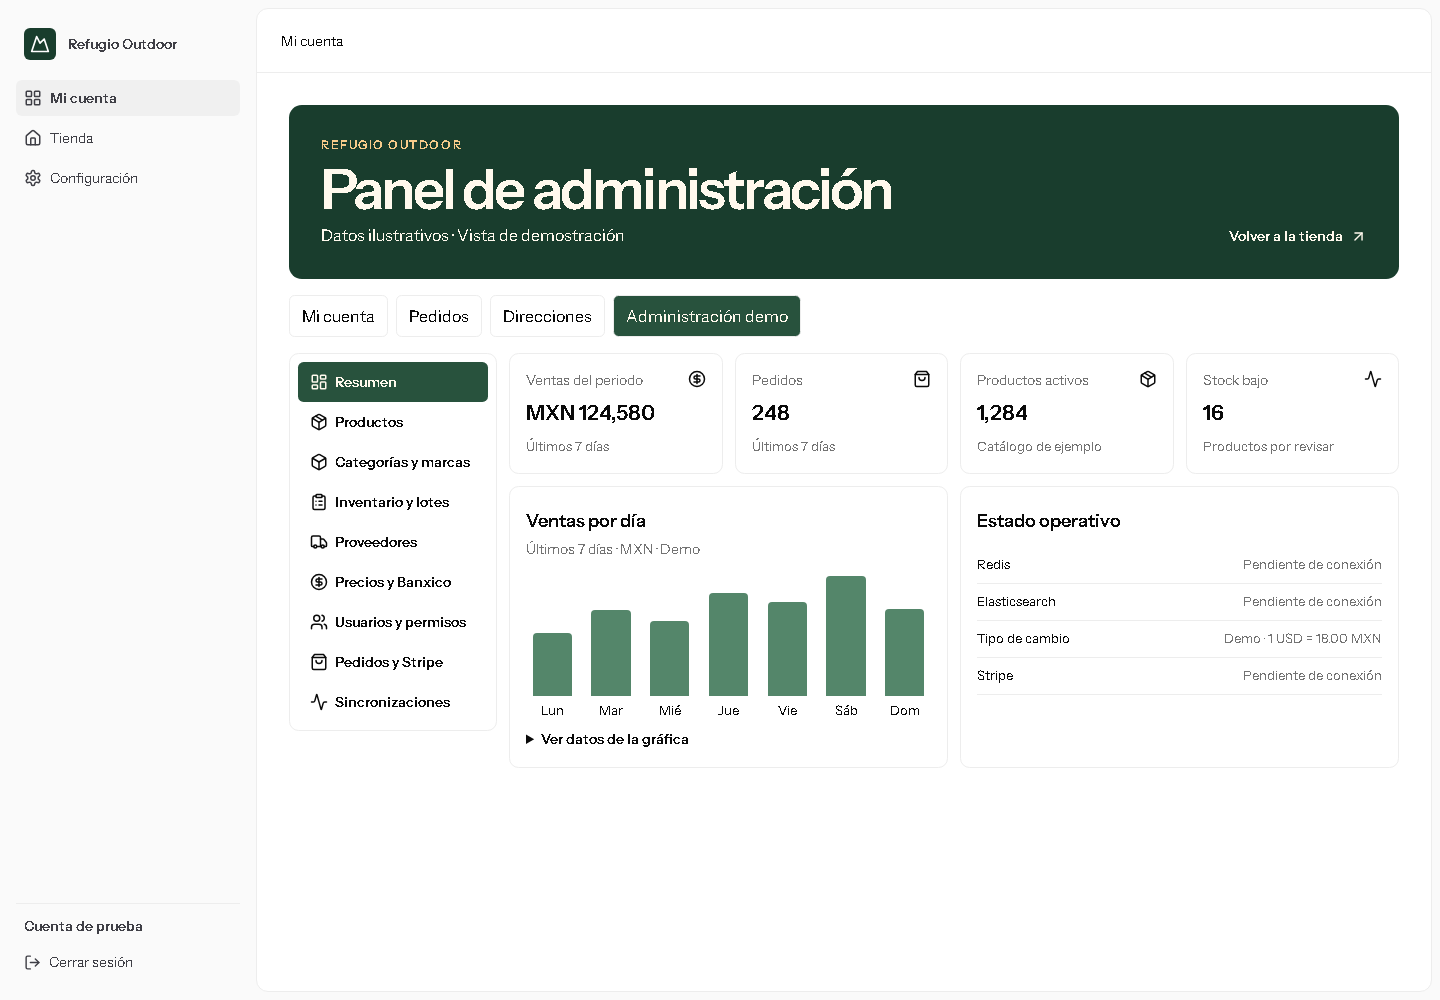 Refugio Outdoor
Mi cuenta
Tienda
Configuración
Cuenta de prueba
Cerrar sesión
Mi cuenta
REFUGIO OUTDOOR
Panel de administración
Datos ilustrativos · Vista de demostración
Volver a la tienda
Mi cuenta
Pedidos
Direcciones
Administración demo
Resumen
Productos
Categorías y marcas
Inventario y lotes
Proveedores
Precios y Banxico
Usuarios y permisos
Pedidos y Stripe
Sincronizaciones
Ventas del periodo
MXN 124,580
Últimos 7 días
Pedidos
248
Últimos 7 días
Productos activos
1,284
Catálogo de ejemplo
Stock bajo
16
Productos por revisar
Ventas por día
Últimos 7 días · MXN · Demo
Lun Mar Mié Jue Vie Sáb Dom
Ver datos de la gráfica
Estado operativo
Redis Pendiente de conexión
Elasticsearch Pendiente de conexión
Tipo de cambio Demo · 1 USD = 18.00 MXN
Stripe Pendiente de conexión